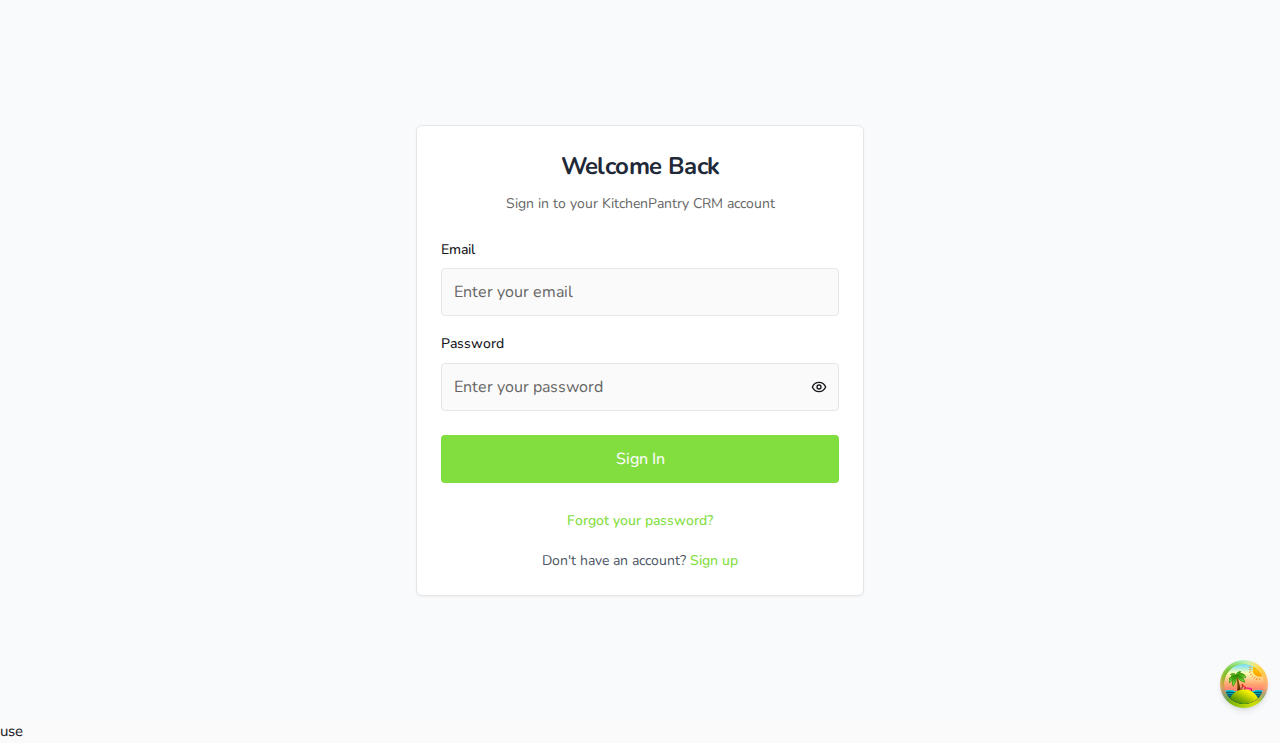 Welcome Back
Sign in to your KitchenPantry CRM account
Email
Enter your email
Password
Enter your password
Sign In
Forgot your password?
Don't have an account? Sign up
use